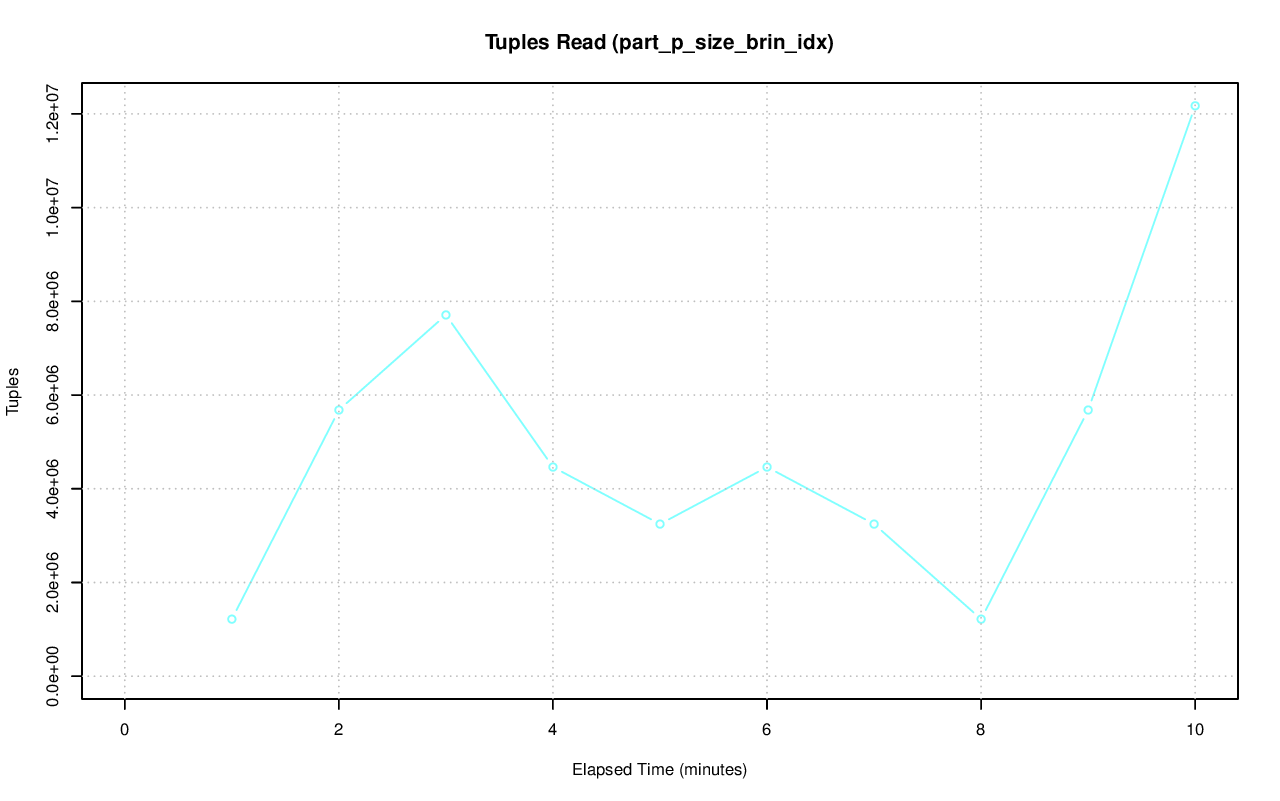 Tuples Read (part_p_size_brin_idx)
Tuples
1.2e+07
1.0e+07
8.0e+06
6.0e+06
4.0e+06
2.0e+06
0.0e+00
0 2 4 6 8 10
Elapsed Time (minutes)